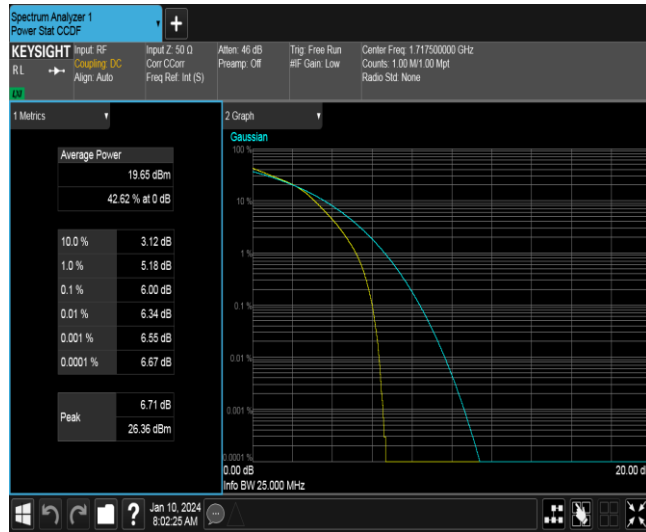 Spectrum Analyzer 1
Power Stat CCDF
+
KEYSIGHT
RL
LXI
Input: RF
Coupling: DC
Align: Auto
Input Z: 50 Ω
Corr CCorr
Freq Ref: Int (S)
Atten: 46 dB
Preamp: Off
Trig: Free Run
#IF Gain: Low
Center Freq: 1.717500000 GHz
Counts: 1.00 M/1.00 Mpt
Radio Std: None
1 Metrics
Average Power
19.65 dBm
42.62 % at 0 dB
10.0 % 3.12 dB
1.0 % 5.18 dB
0.1 % 6.00 dB
0.01 % 6.34 dB
0.001 % 6.55 dB
0.0001 % 6.67 dB
Peak
6.71 dB
26.36 dBm
2 Graph
Gaussian
100 %
10 %
1 %
0.1 %
0.01 %
0.001 %
0.0001 %
0.00 dB
20.00 d
Info BW 25.000 MHz
?
Jan 10, 2024
8:02:25 AM